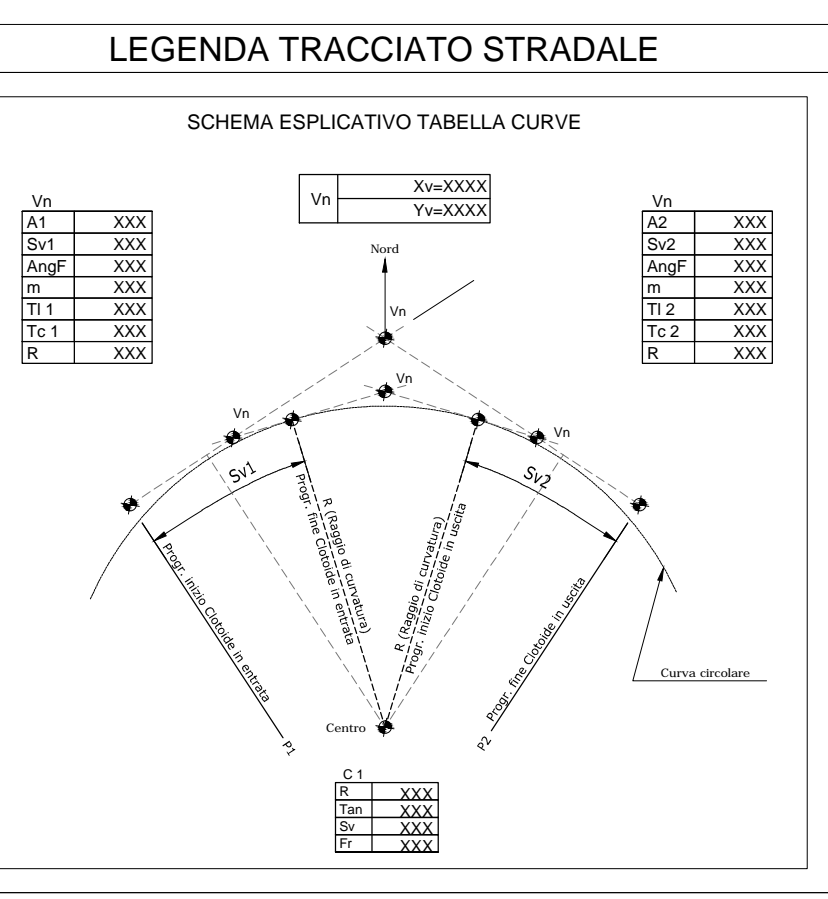 LEGENDA TRACCIATO STRADALE
SCHEMA ESPLICATIVO TABELLA CURVE
Vn
A1 XXX
Sv1 XXX
AngF XXX
m XXX
Tl 1 XXX
Tc 1 XXX
R XXX
Vn
Xv=XXXX
Yv=XXXX
Vn
A2 XXX
Sv2 XXX
AngF XXX
m XXX
Tl 2 XXX
Tc 2 XXX
R XXX
Nord
Vn
Vn
Vn
Vn
Sv1
Sv2
Progr. inizio Clotoide in entrata
R (Raggio di curvatura)
Progr. fine Clotoide in entrata
R (Raggio di curvatura)
Progr. inizio Clotoide in uscita
Progr. fine Clotoide in uscita
Curva circolare
Centro
P1
P2
C 1
R XXX
Tan XXX
Sv XXX
Fr XXX